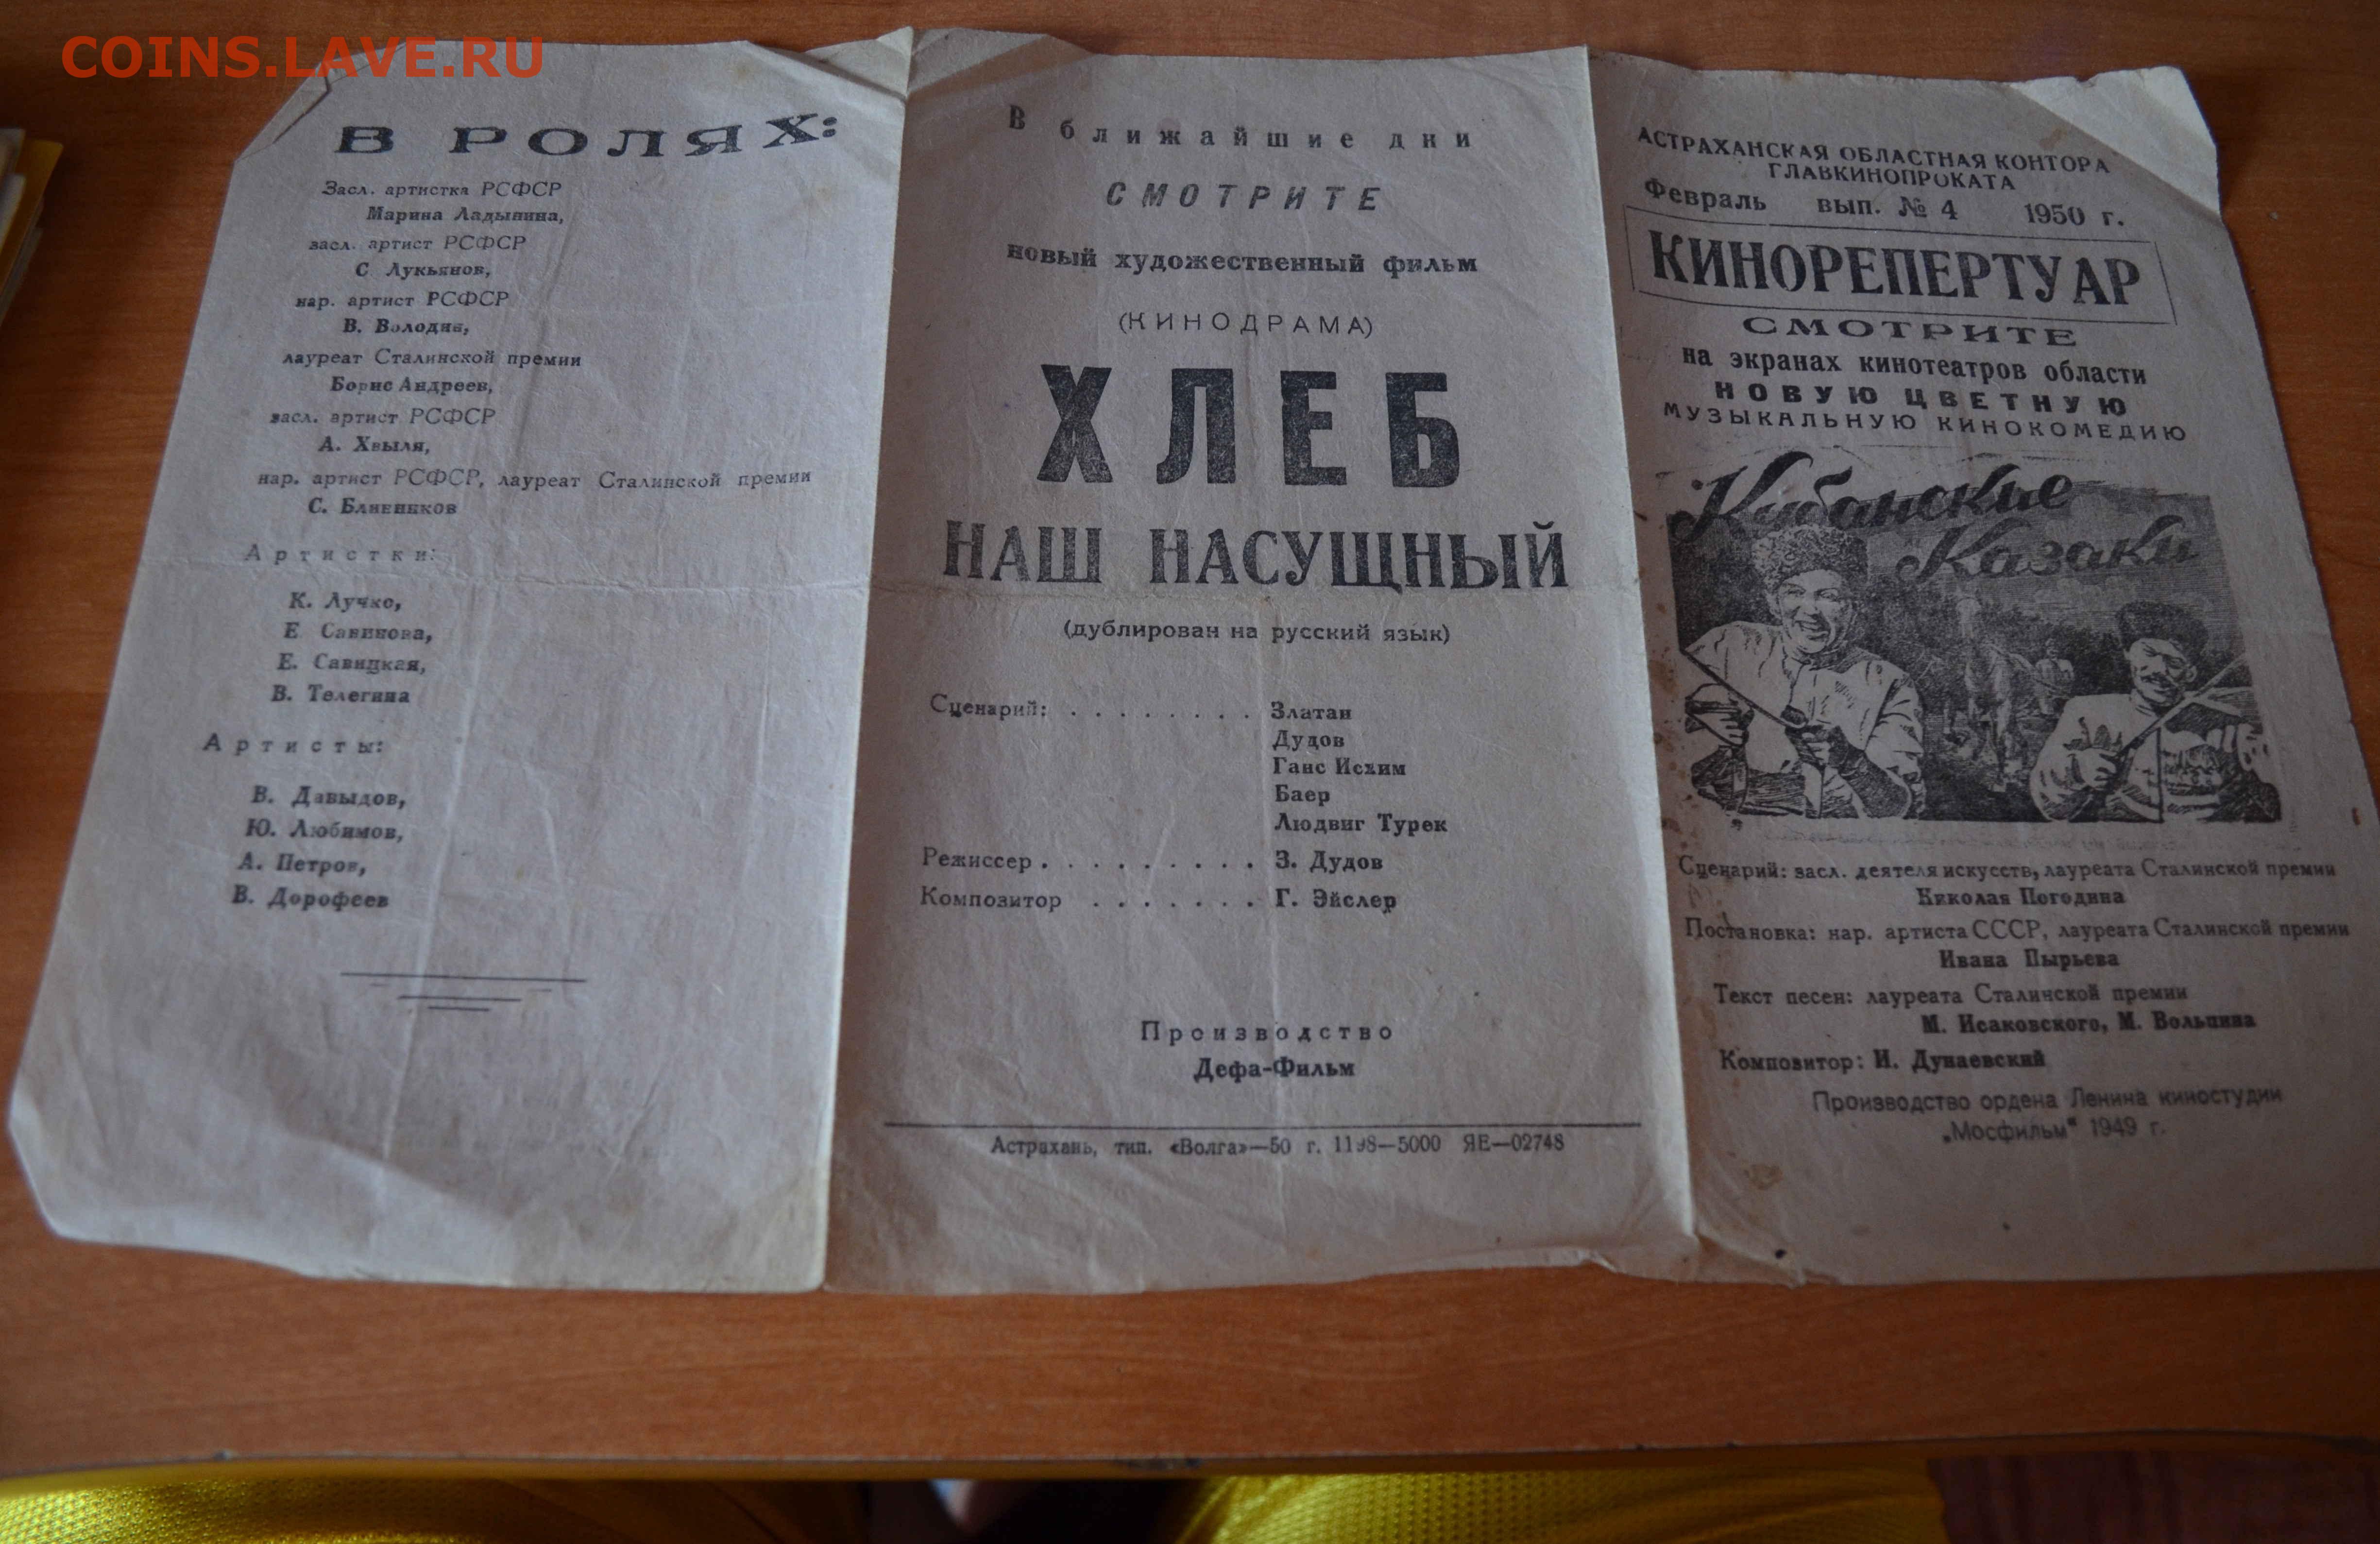 COINS.LAVE.RU
В РОЛЯХ:
Засл. артистка РСФСР
Марина Ладынина,
засл. артист РСФСР
С Лукьянов,
нар. артист РСФСР
В. Володин,
лауреат Сталинской премии
Борис Андреев,
засл. артист РСФСР
А. Хвыля,
нар. артист РСФСР, лауреат Сталинской премии
С. Блинников
Артистки:
К. Лучко,
Е Савинова,
Е. Савицкая,
В. Телегина
Артисты:
В. Давыдов,
Ю. Любимов,
А. Петров,
В. Дорофеев
В ближайшие дни
СМОТРИТЕ
новый художественный фильм
(КИНОДРАМА)
ХЛЕБ
НАШ НАСУЩНЫЙ
(дублирован на русский язык)
Сценарий: . . . . . . . . Златан
Дудов
Ганс Исхим
Баер
Людвиг Турек
Режиссер . . . . . . . . . З. Дудов
Композитор . . . . . . . Г. Эйслер
Производство
Дефа-Фильм
Астрахань, тип. «Волга»—50 г. 1198—5000 ЯЕ—02748
АСТРАХАНСКАЯ ОБЛАСТНАЯ КОНТОРА
ГЛАВКИНОПРОКАТА
Февраль вып. № 4 1950 г.
КИНОРЕПЕРТУАР
СМОТРИТЕ
на экранах кинотеатров области
НОВУЮ ЦВЕТНУЮ
МУЗЫКАЛЬНУЮ КИНОКОМЕДИЮ
Кубанские
Казаки
Сценарий: засл. деятеля искусств, лауреата Сталинской премии
Николая Погодина
Постановка: нар. артиста СССР, лауреата Сталинской премии
Ивана Пырьева
Текст песен: лауреата Сталинской премии
М. Исаковского, М. Вольпина
Композитор: И. Дунаевский
Производство ордена Ленина киностудии
„Мосфильм" 1949 г.